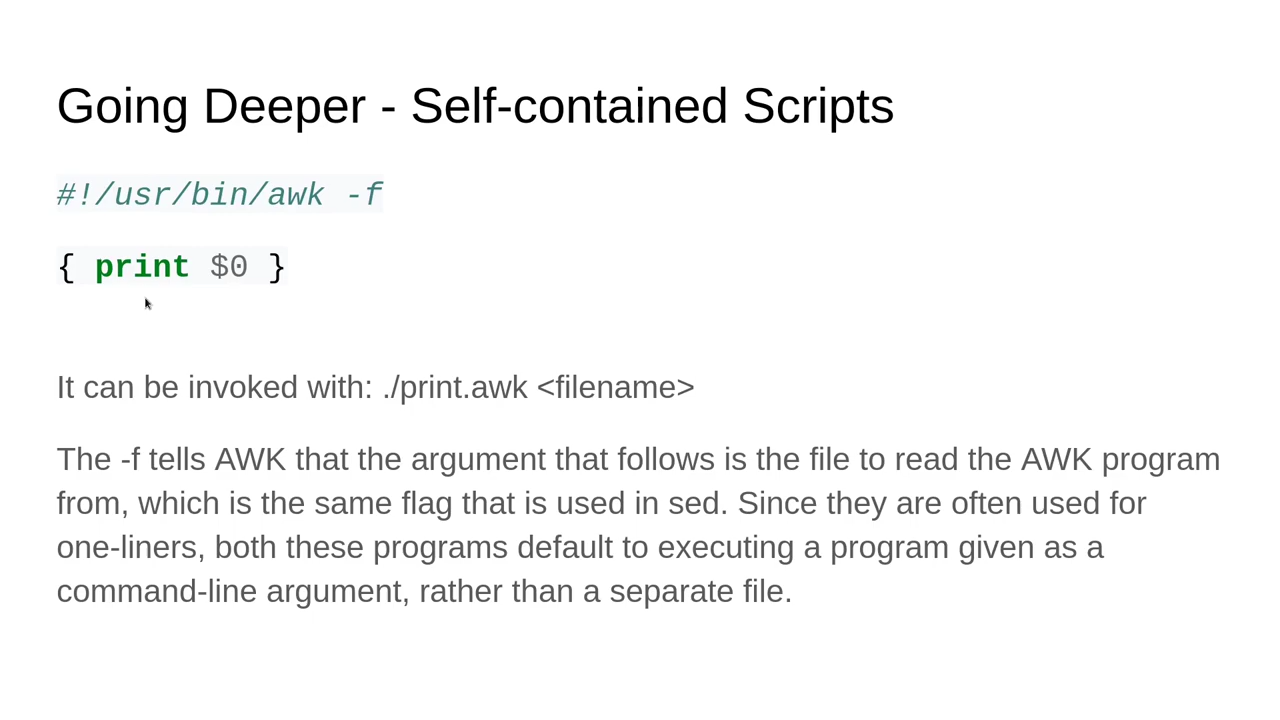 Going Deeper - Self-contained Scripts
#!/usr/bin/awk -f
{ print $0 }
It can be invoked with: ./print.awk <filename>
The -f tells AWK that the argument that follows is the file to read the AWK program
from, which is the same flag that is used in sed. Since they are often used for
one-liners, both these programs default to executing a program given as a
command-line argument, rather than a separate file.